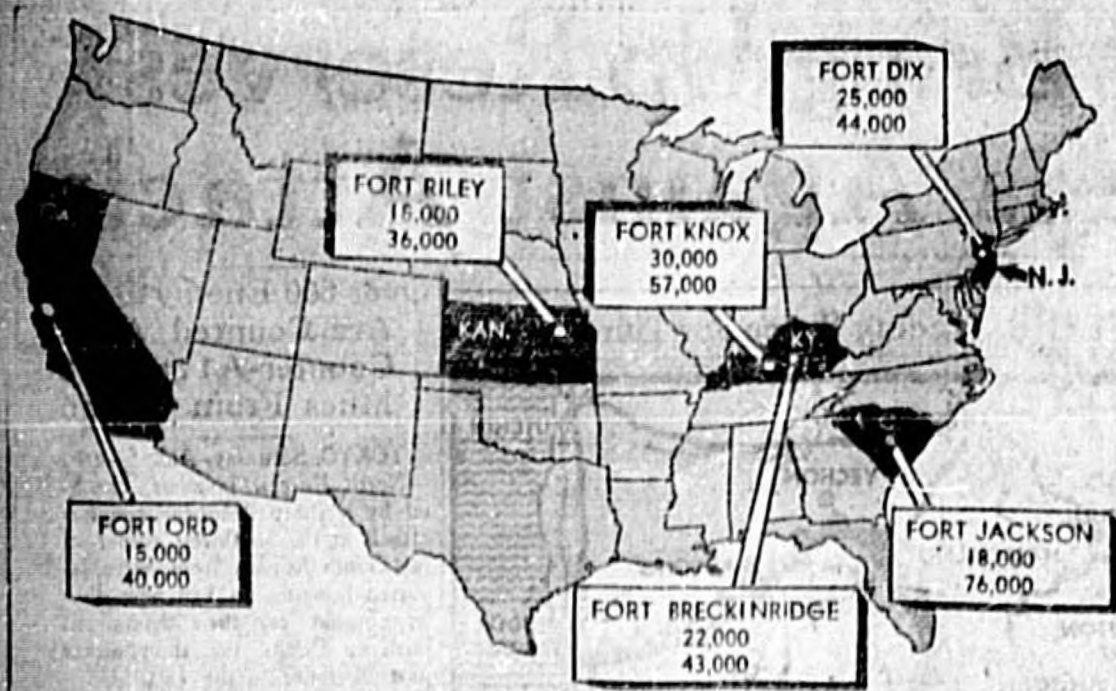 FORT DIX
25,000
44,000
FORT RILEY
36,000
FORT KNOX
30,000
57,000
N.J.
KAN.
KY.
FORT ORD
15,000
40,000
FORT JACKSON
18,000
76,000
FORT BRECKINRIDGE
22,000
43,000